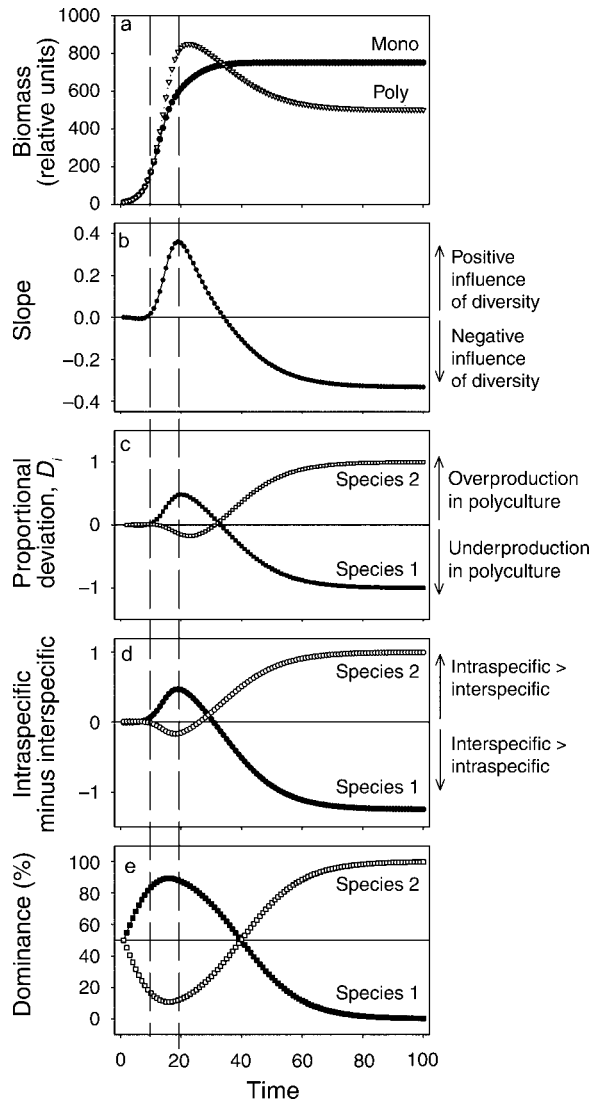 a
1000
800
600
400
200
0
Biomass
(relative units)
Mono
Poly
b
0.4
0.2
0.0
−0.2
−0.4
Slope
Positive
influence
of diversity
Negative
influence
of diversity
c
1
0
−1
Proportional
deviation, Di
Species 2
Species 1
Overproduction
in polyculture
Underproduction
in polyculture
d
1
0
−1
Intraspecific
minus interspecific
Species 2
Species 1
Intraspecific >
interspecific
Interspecific >
intraspecific
e
100
80
60
40
20
0
Dominance (%)
Species 2
Species 1
0 20 40 60 80 100
Time